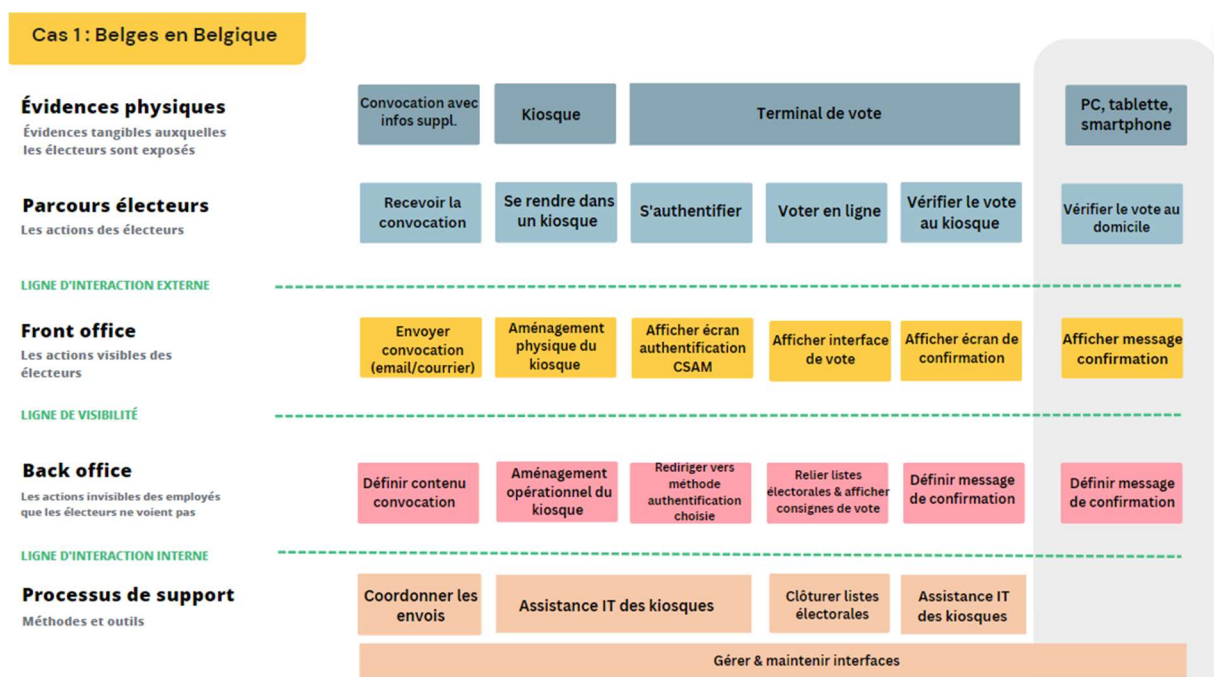 Cas 1 : Belges en Belgique
Évidences physiques
Évidences tangibles auxquelles
les électeurs sont exposés
Convocation avec
infos suppl.
Kiosque
Terminal de vote
PC, tablette,
smartphone
Parcours électeurs
Les actions des électeurs
Recevoir la
convocation
Se rendre dans
un kiosque
S'authentifier
Voter en ligne
Vérifier le vote
au kiosque
Vérifier le vote au
domicile
LIGNE D'INTERACTION EXTERNE
Front office
Les actions visibles des
électeurs
Envoyer
convocation
(email/courrier)
Aménagement
physique du
kiosque
Afficher écran
authentification
CSAM
Afficher interface
de vote
Afficher écran de
confirmation
Afficher message
confirmation
LIGNE DE VISIBILITÉ
Back office
Les actions invisibles des employés
que les électeurs ne voient pas
Définir contenu
convocation
Aménagement
opérationnel du
kiosque
Rediriger vers
méthode
authentification
choisie
Relier listes
électorales & afficher
consignes de vote
Définir message
de confirmation
Définir message
de confirmation
LIGNE D'INTERACTION INTERNE
Processus de support
Méthodes et outils
Coordonner les
envois
Assistance IT des kiosques
Clôturer listes
électorales
Assistance IT
des kiosques
Gérer & maintenir interfaces